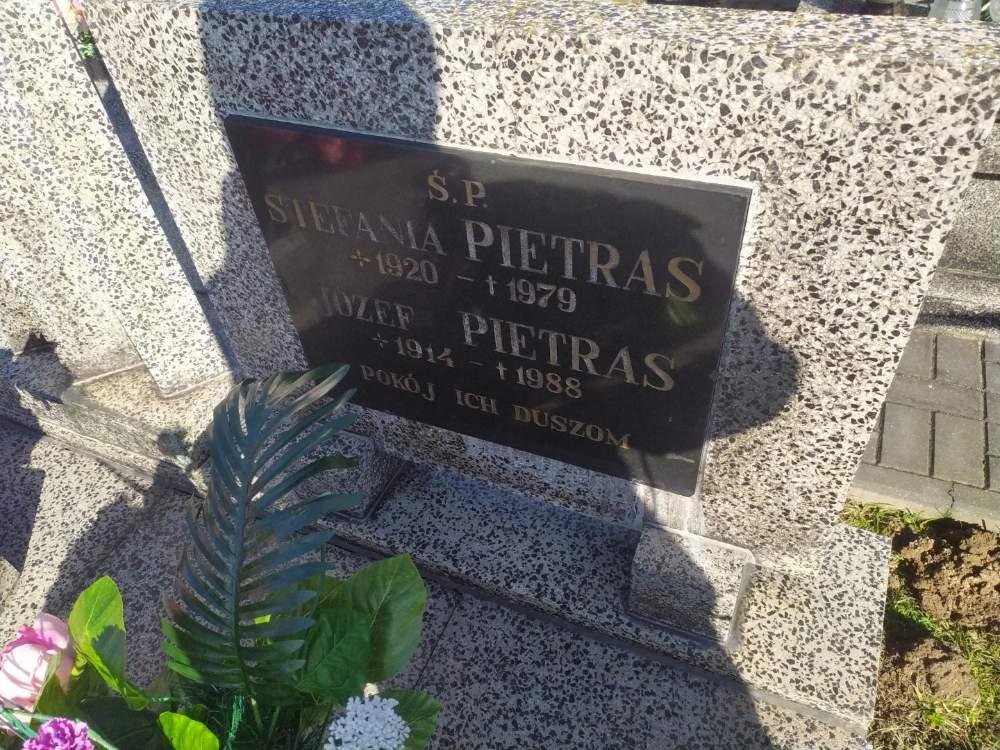 Ś.P.
STEFANIA PIETRAS
+1920 – †1979
JÓZEF PIETRAS
+1914 – †1988
POKÓJ ICH DUSZOM